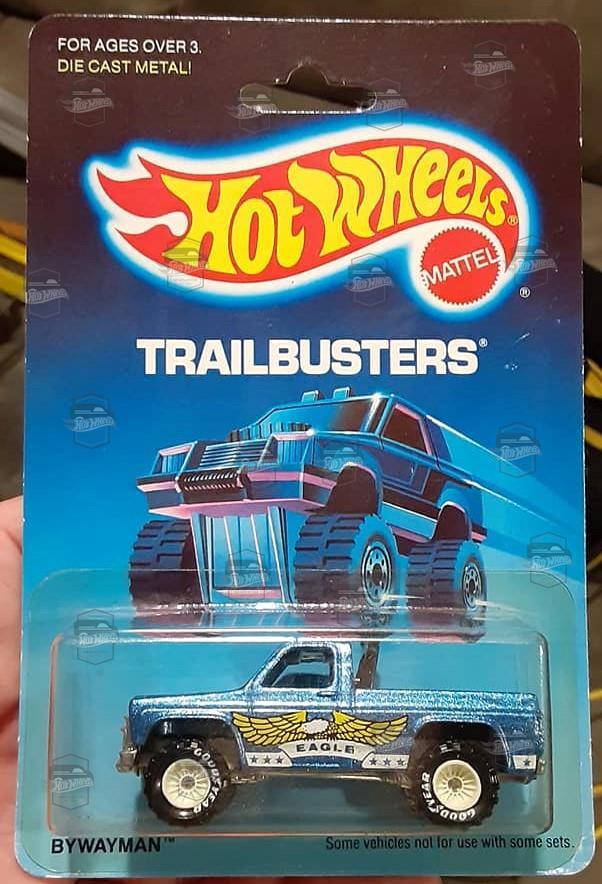 FOR AGES OVER 3.
DIE CAST METAL!
HOT WHEELS®
MATTEL
®
TRAILBUSTERS®
EAGLE
GOODYEAR
GOODYEAR
BYWAYMAN™
Some vehicles not for use with some sets.